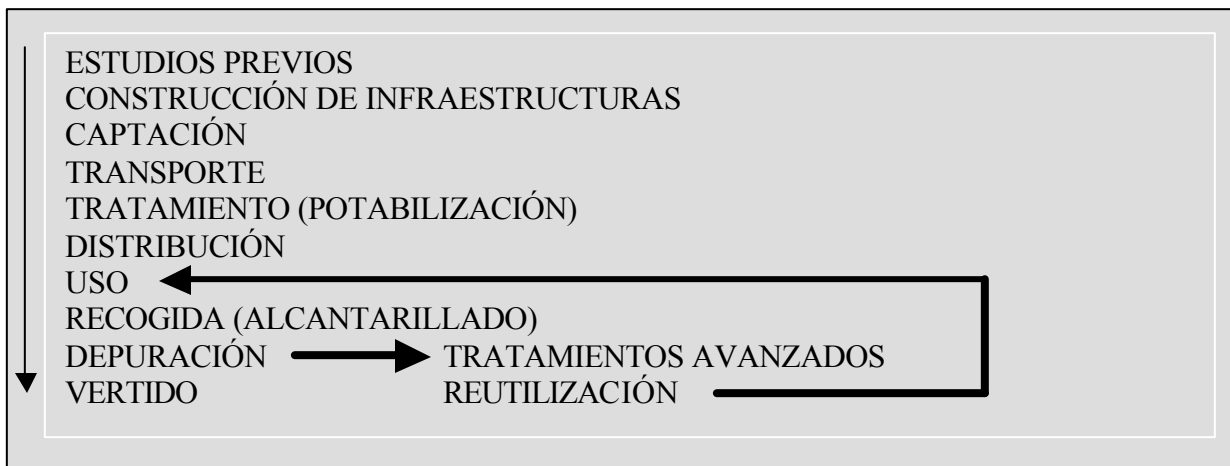 ESTUDIOS PREVIOS
CONSTRUCCIÓN DE INFRAESTRUCTURAS
CAPTACIÓN
TRANSPORTE
TRATAMIENTO (POTABILIZACIÓN)
DISTRIBUCIÓN
USO
RECOGIDA (ALCANTARILLADO)
DEPURACIÓN TRATAMIENTOS AVANZADOS
VERTIDO REUTILIZACIÓN